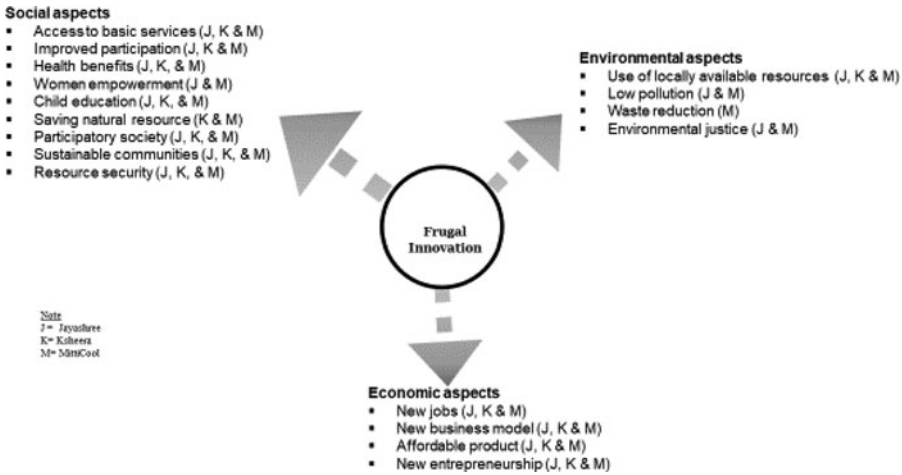 Social aspects
▪ Access to basic services (J, K & M)
▪ Improved participation (J, K & M)
▪ Health benefits (J, K, & M)
▪ Women empowerment (J & M)
▪ Child education (J, K, & M)
▪ Saving natural resource (K & M)
▪ Participatory society (J, K, & M)
▪ Sustainable communities (J, K, & M)
▪ Resource security (J, K, & M)
Environmental aspects
▪ Use of locally available resources (J, K & M)
▪ Low pollution (J & M)
▪ Waste reduction (M)
▪ Environmental justice (J & M)
Frugal
Innovation
Note
J= Jayashree
K= Ksheera
M= MittiCool
Economic aspects
▪ New jobs (J, K & M)
▪ New business model (J, K & M)
▪ Affordable product (J, K & M)
▪ New entrepreneurship (J, K & M)